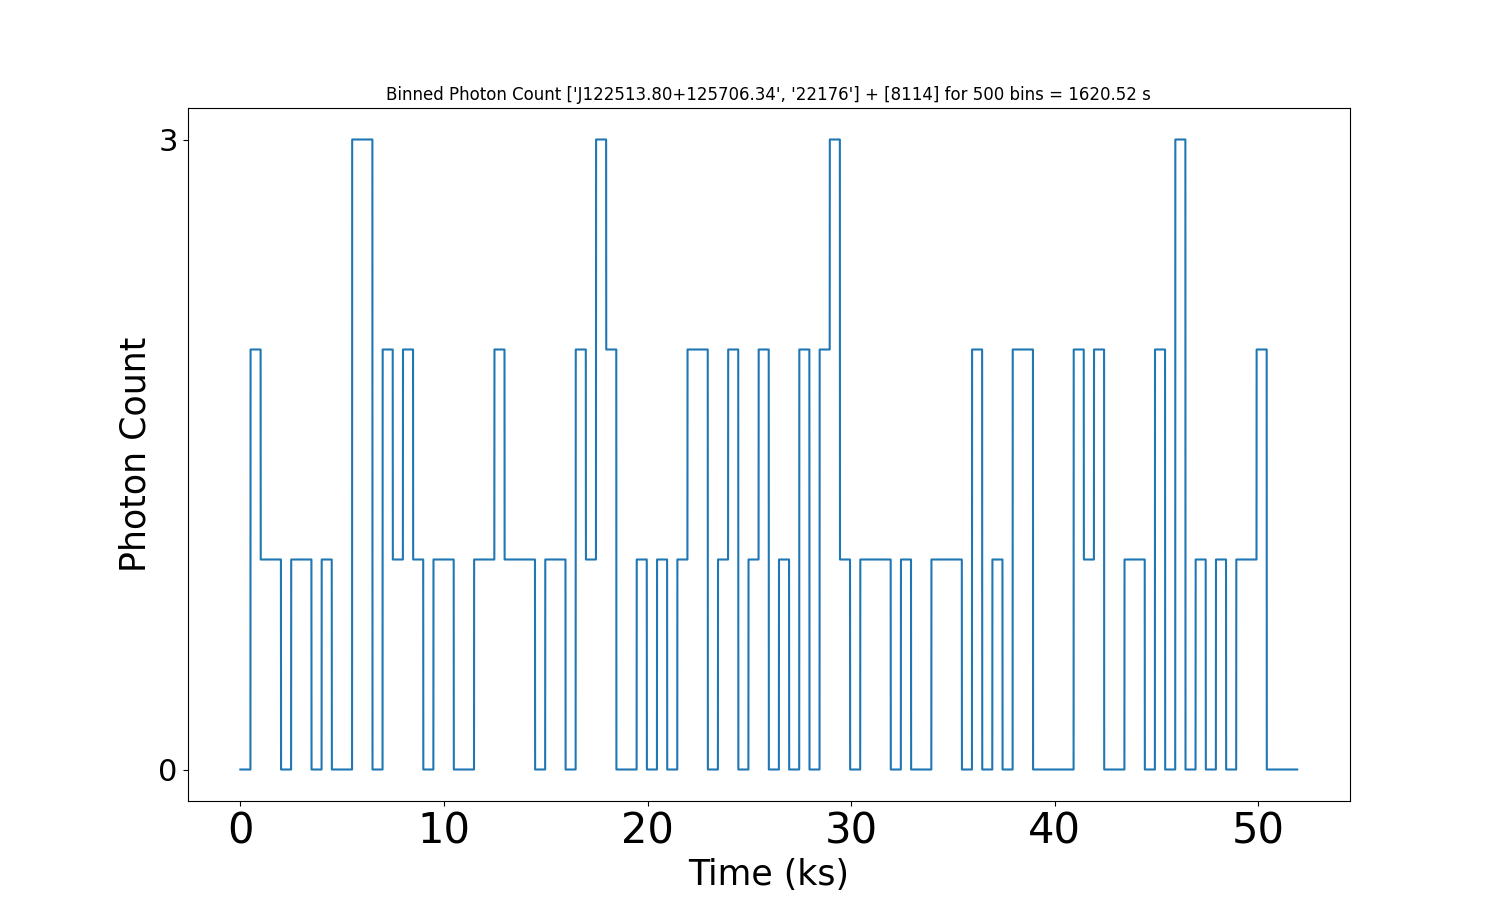 Binned Photon Count ['J122513.80+125706.34', '22176'] + [8114] for 500 bins = 1620.52 s
3
Photon Count
0
0 10 20 30 40 50
Time (ks)